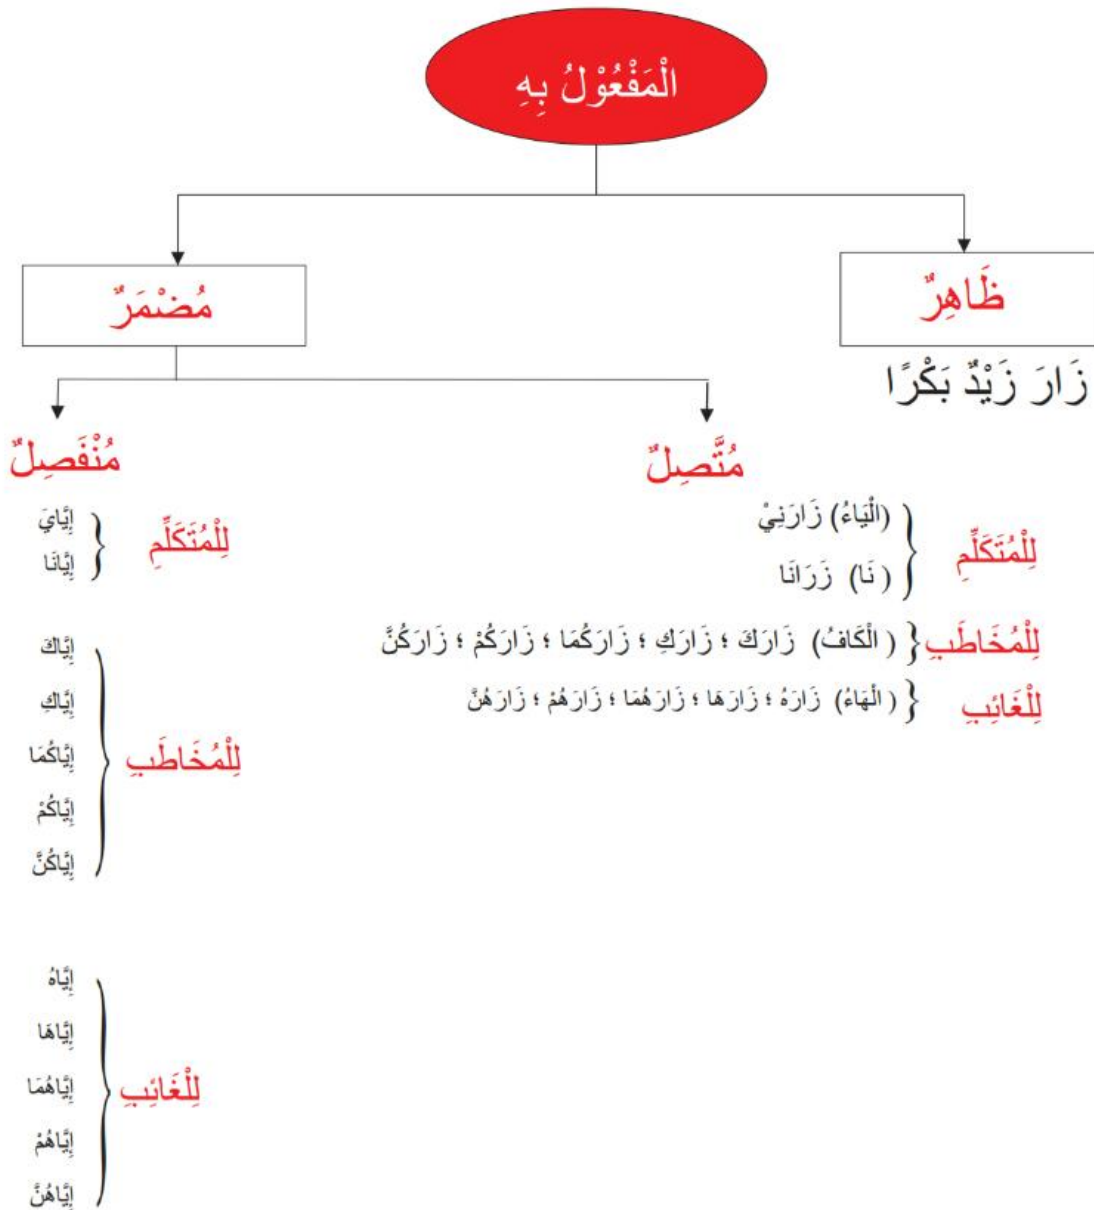 الْمَفْعُوْلُ بِهِ
ظَاهِرٌ
زَارَ زَيْدٌ بَكْرًا
مُضْمَرٌ
مُتَّصِلٌ
لِلْمُتَكَلِّمِ
(الْيَاءُ) زَارَنِيْ
(نَا) زَرَانَا
لِلْمُخَاطَبِ { ( الْكَافُ) زَارَكَ ؛ زَارَكِ ؛ زَارَكُمَا ؛ زَارَكُمْ ؛ زَارَكُنَّ
لِلْغَائِبِ { ( الْهَاءُ) زَارَهُ ؛ زَارَهَا ؛ زَارَهُمَا ؛ زَارَهُمْ ؛ زَارَهُنَّ
مُنْفَصِلٌ
لِلْمُتَكَلِّمِ
إِيَّايَ
إِيَّانَا
لِلْمُخَاطَبِ
إِيَّاكَ
إِيَّاكِ
إِيَّاكُمَا
إِيَّاكُمْ
إِيَّاكُنَّ
لِلْغَائِبِ
إِيَّاهُ
إِيَّاهَا
إِيَّاهُمَا
إِيَّاهُمْ
إِيَّاهُنَّ